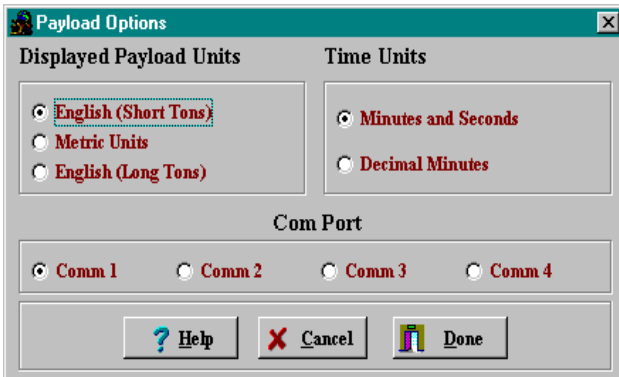 Payload Options
Displayed Payload Units
Time Units
English (Short Tons)
Metric Units
English (Long Tons)
Minutes and Seconds
Decimal Minutes
Com Port
Comm 1 Comm 2 Comm 3 Comm 4
Help Cancel Done